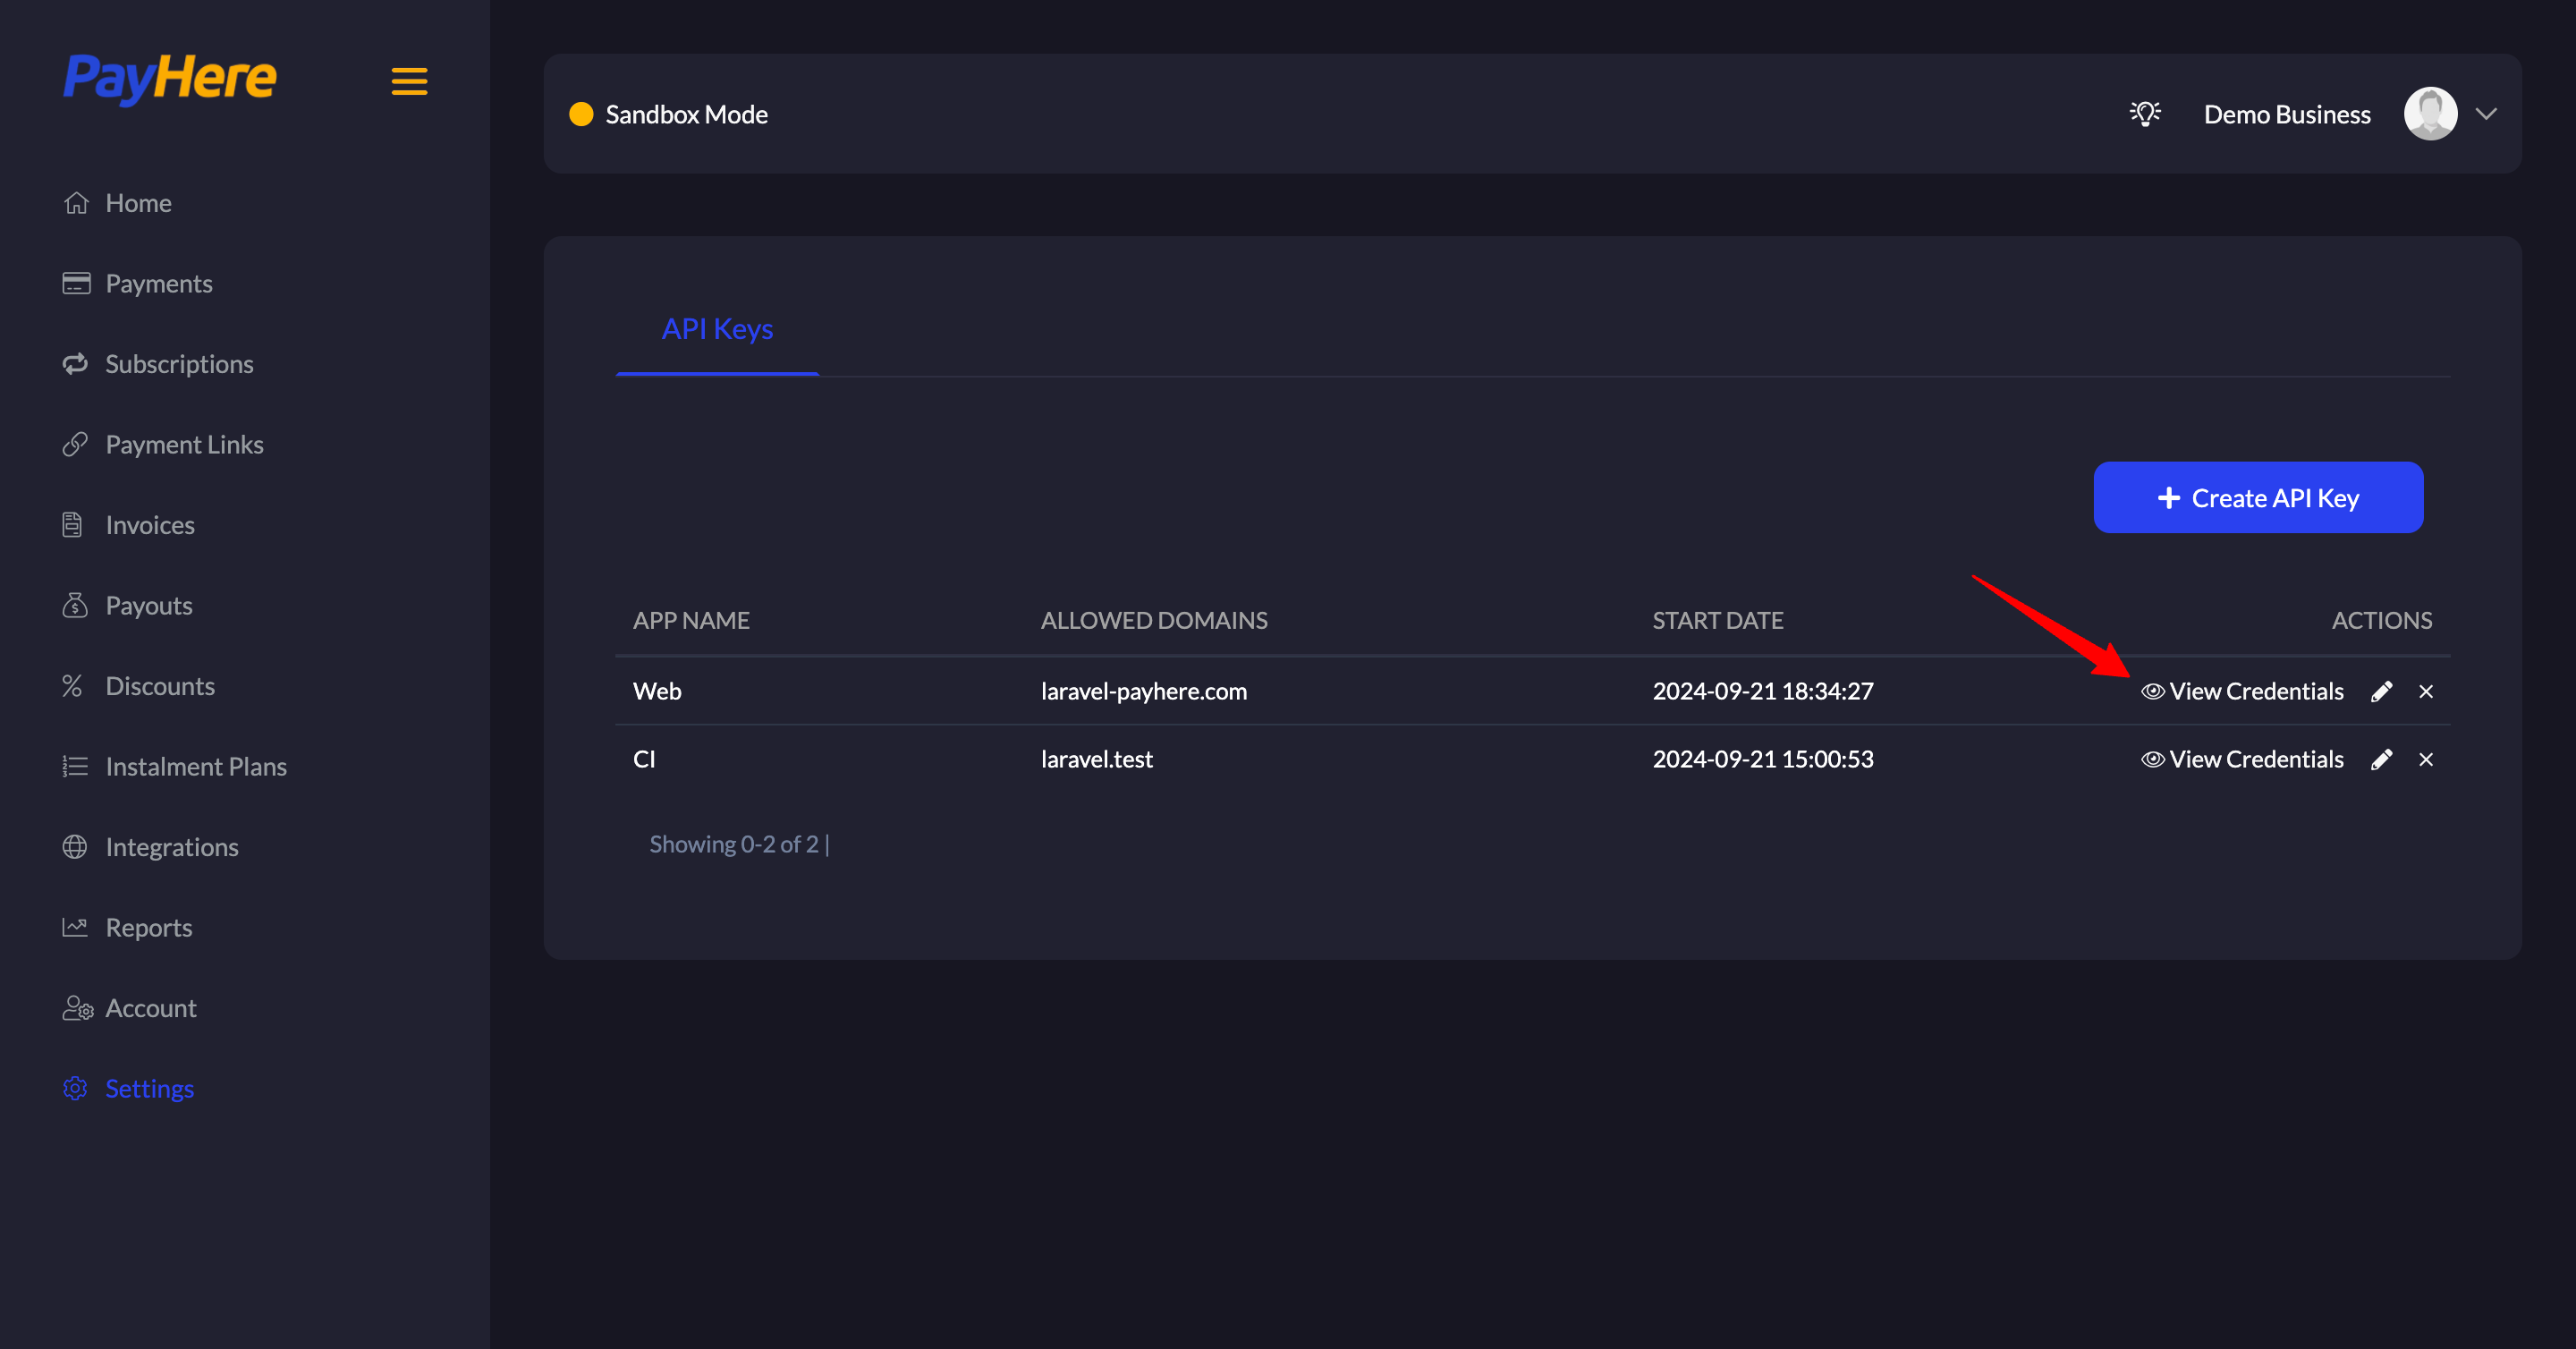 PayHere
Sandbox Mode
Demo Business
Home
Payments
Subscriptions
Payment Links
Invoices
Payouts
Discounts
Instalment Plans
Integrations
Reports
Account
Settings
API Keys
+ Create API Key
APP NAME ALLOWED DOMAINS START DATE ACTIONS
Web laravel-payhere.com 2024-09-21 18:34:27 View Credentials
CI laravel.test 2024-09-21 15:00:53 View Credentials
Showing 0-2 of 2 |